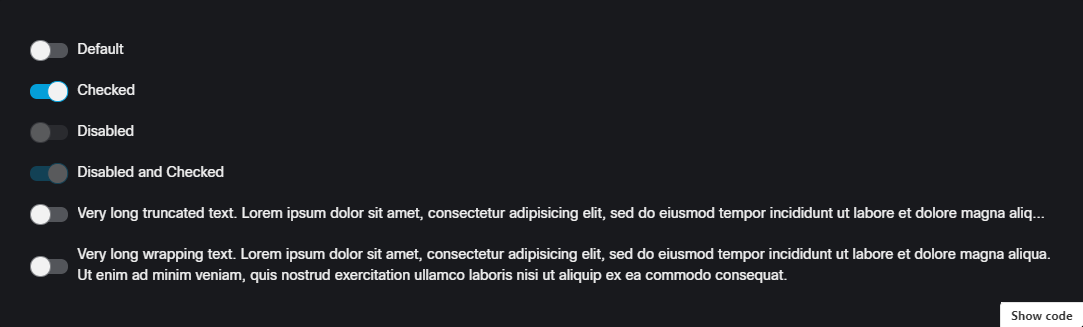 Default
Checked
Disabled
Disabled and Checked
Very long truncated text. Lorem ipsum dolor sit amet, consectetur adipisicing elit, sed do eiusmod tempor incididunt ut labore et dolore magna aliq...
Very long wrapping text. Lorem ipsum dolor sit amet, consectetur adipisicing elit, sed do eiusmod tempor incididunt ut labore et dolore magna aliqua.
Ut enim ad minim veniam, quis nostrud exercitation ullamco laboris nisi ut aliquip ex ea commodo consequat.
Show code